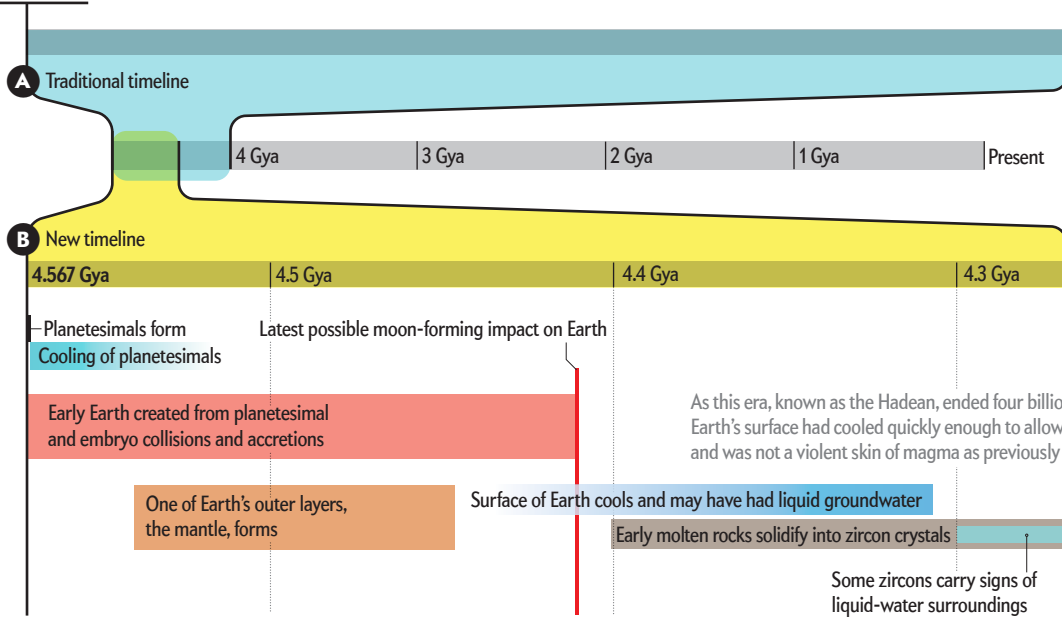 A Traditional timeline
4 Gya 3 Gya 2 Gya 1 Gya Present
B New timeline
4.567 Gya 4.5 Gya 4.4 Gya 4.3 Gya
Planetesimals form
Cooling of planetesimals
Latest possible moon-forming impact on Earth
Early Earth created from planetesimal
and embryo collisions and accretions
As this era, known as the Hadean, ended four billio
Earth's surface had cooled quickly enough to allow
and was not a violent skin of magma as previously
One of Earth's outer layers,
the mantle, forms
Surface of Earth cools and may have had liquid groundwater
Early molten rocks solidify into zircon crystals
Some zircons carry signs of
liquid-water surroundings